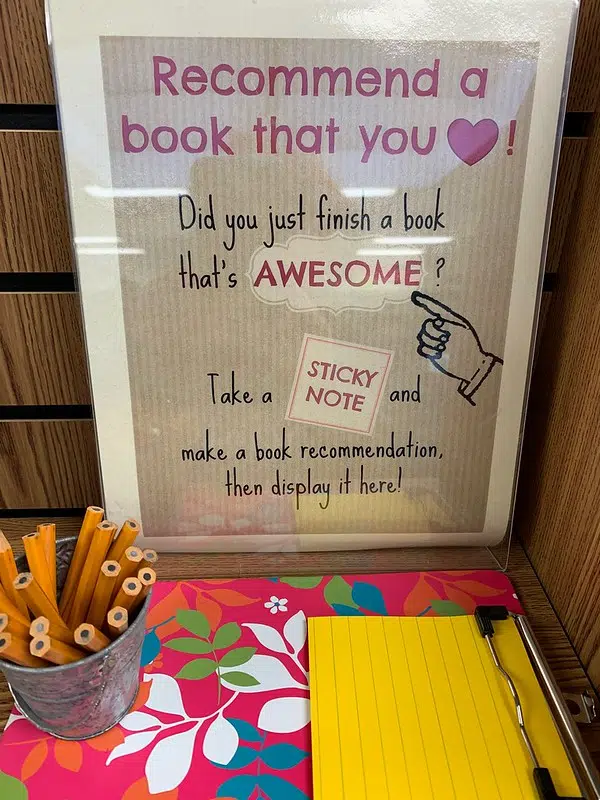 Recommend a
book that you ❤!
Did you just finish a book
that's AWESOME ?
Take a STICKY NOTE and
make a book recommendation,
then display it here!